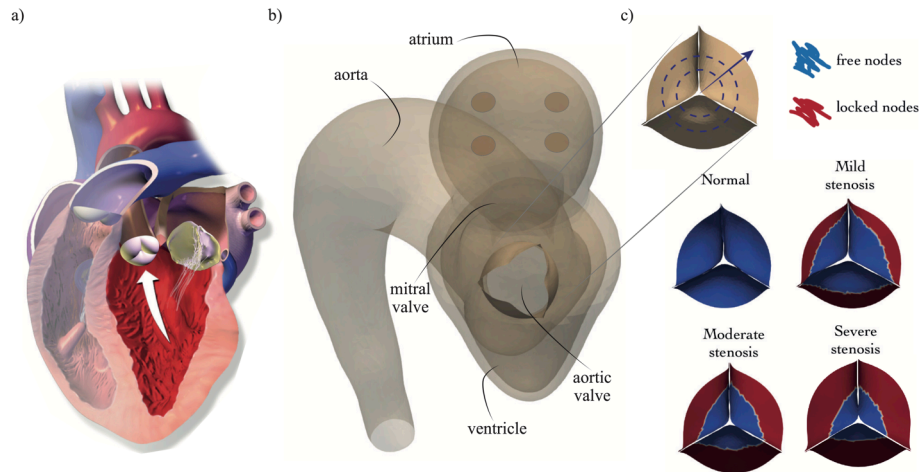 a)
b)
c)
atrium
aorta
free nodes
locked nodes
Normal
Mild
stenosis
mitral
valve
Moderate
stenosis
Severe
stenosis
aortic
valve
ventricle